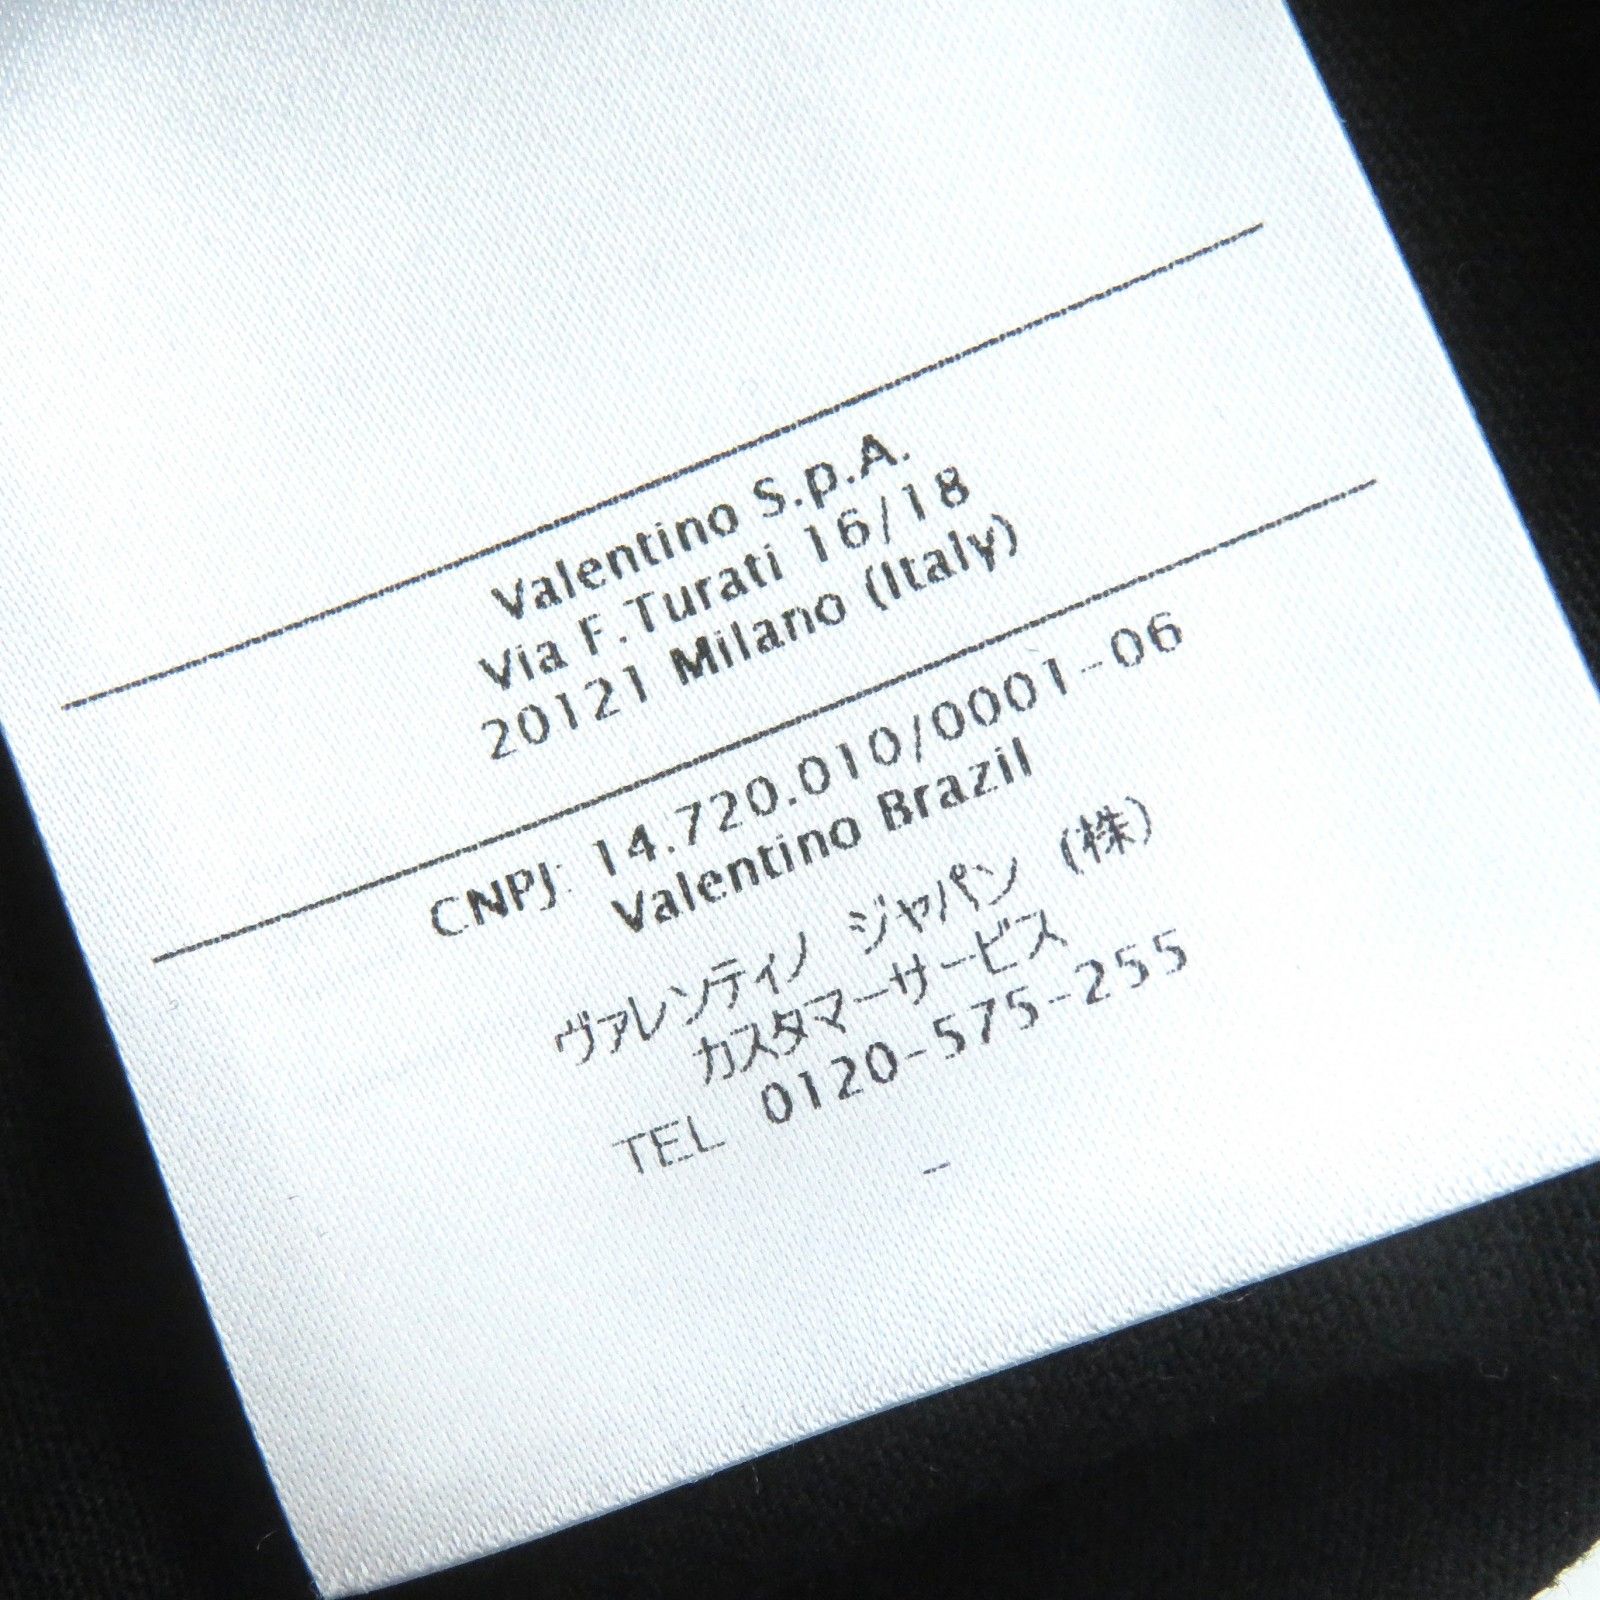 Valentino S.p.A.
Via F.Turati 16/18
20121 Milano (Italy)
CNPJ: 14.720.010/0001-06
Valentino Brazil
ヴァレンティノ ジャパン (株)
カスタマーサービス
TEL 0120-575-255
-